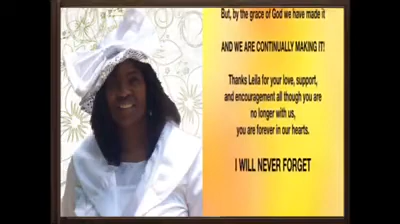 But, by the grace of God we have made it
AND WE ARE CONTINUALLY MAKING IT!
Thanks Leila for your love, support,
and encouragement all though you are
no longer with us,
you are forever in our hearts.
I WILL NEVER FORGET